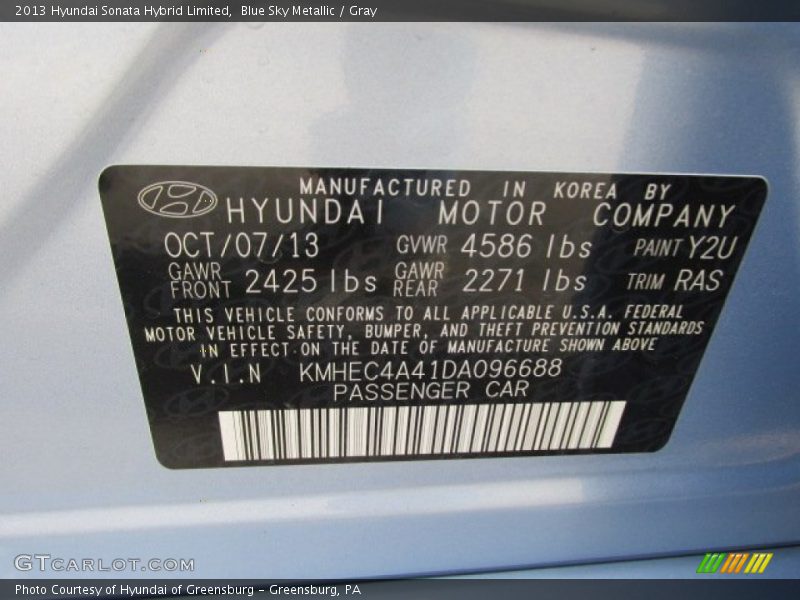 2013 Hyundai Sonata Hybrid Limited,  Blue Sky Metallic / Gray
MANUFACTURED IN KOREA BY
HYUNDAI MOTOR COMPANY
OCT/07/13 GVWR 4586 lbs PAINT Y2U
GAWR FRONT 2425 lbs GAWR REAR 2271 lbs TRIM RAS
THIS VEHICLE CONFORMS TO ALL APPLICABLE U.S.A. FEDERAL
MOTOR VEHICLE SAFETY, BUMPER, AND THEFT PREVENTION STANDARDS
IN EFFECT ON THE DATE OF MANUFACTURE SHOWN ABOVE
V.I.N KMHEC4A41DA096688
PASSENGER CAR
GTCARLOT.COM
Photo Courtesy of Hyundai of Greensburg – Greensburg, PA